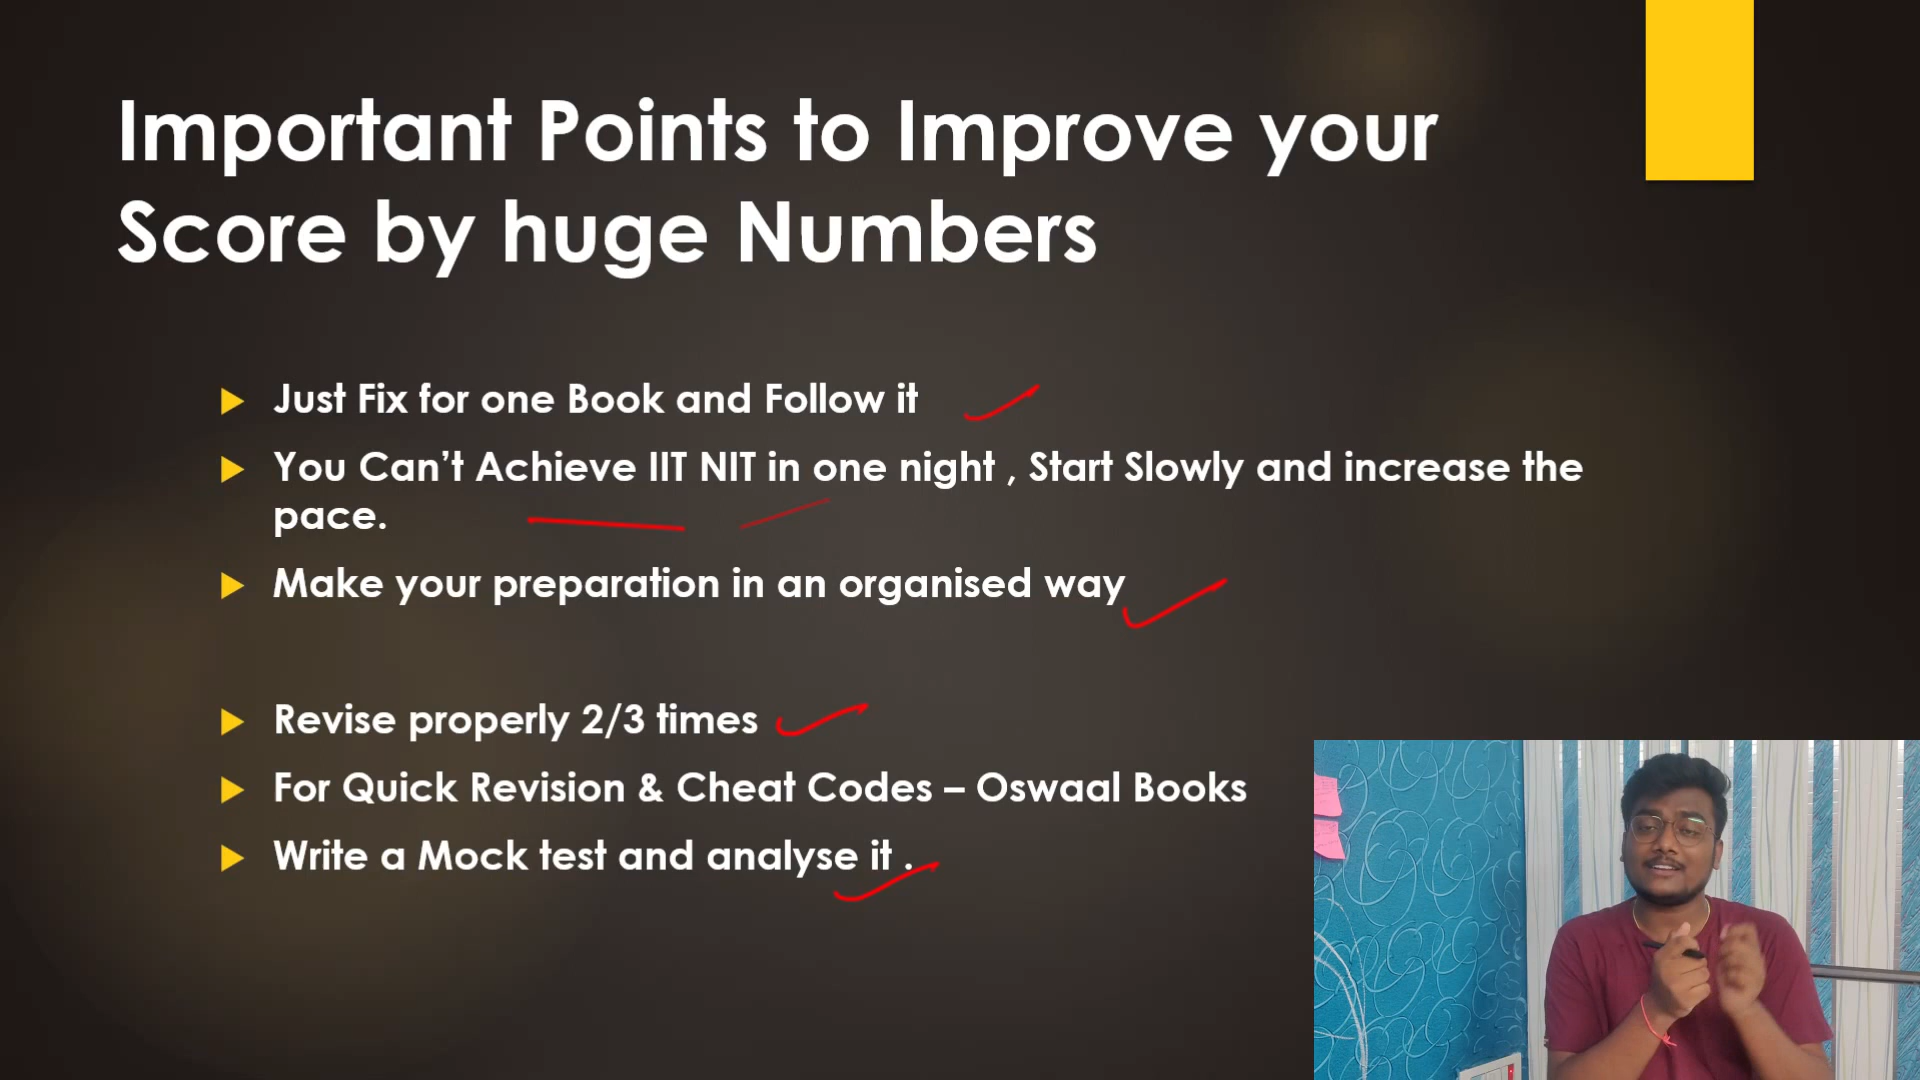 Important Points to Improve your
Score by huge Numbers
Just Fix for one Book and Follow it
You Can't Achieve IIT NIT in one night , Start Slowly and increase the
pace.
Make your preparation in an organised way
Revise properly 2/3 times
For Quick Revision & Cheat Codes – Oswaal Books
Write a Mock test and analyse it .